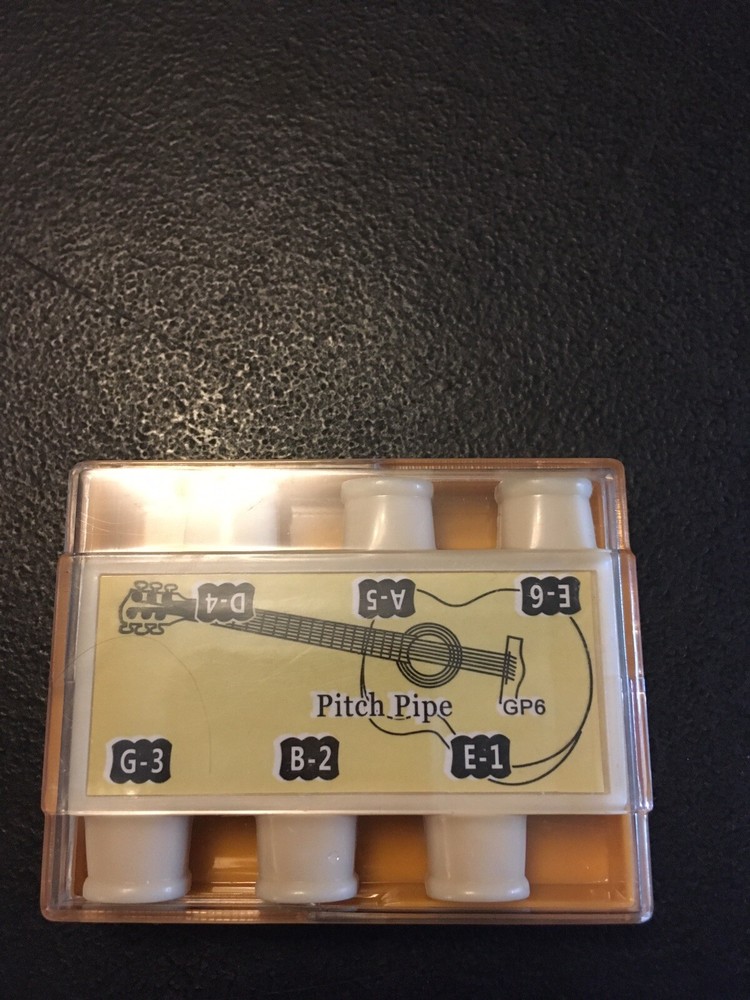 D-4
A-5
E-6
Pitch Pipe
GP6
G-3
B-2
E-1